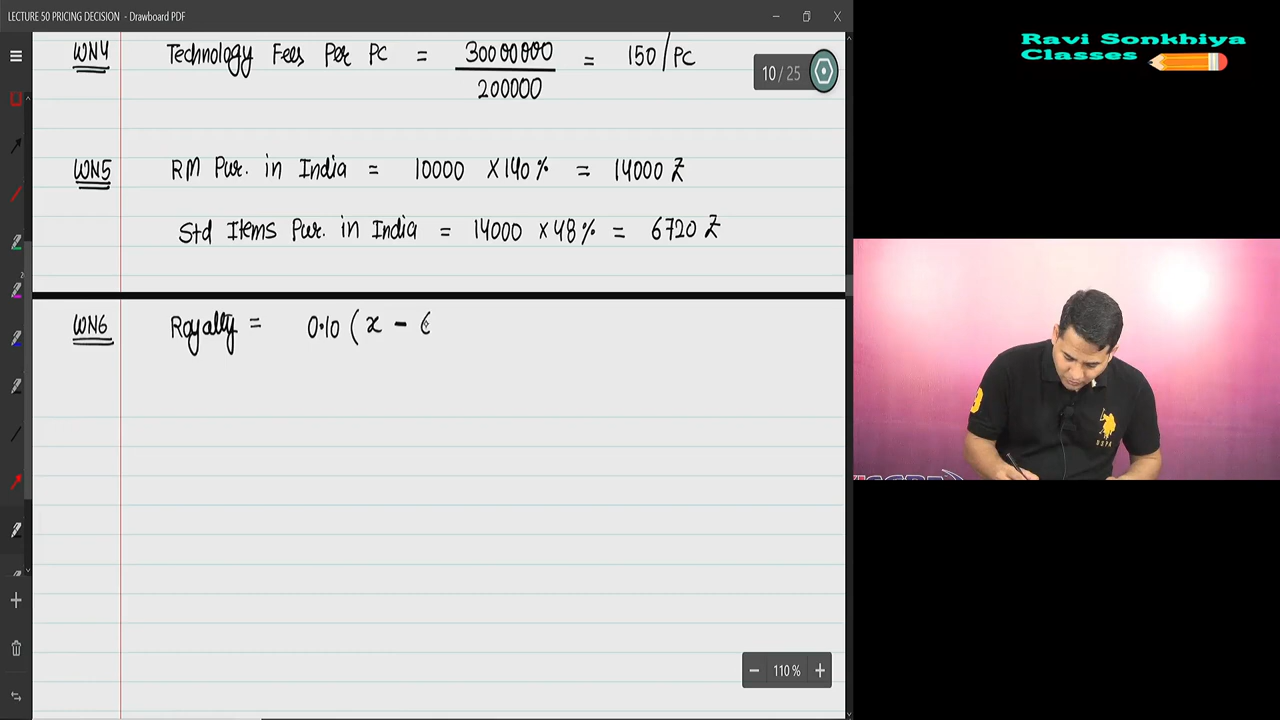 LECTURE 50 PRICING DECISION - Drawboard PDF
Ravi Sonkhiya
Classes
WN4 Technology Fees Per PC = 30000000 / 200000 = 150/PC
10 / 25
WN5 RM Pur. in India = 10000 X 140% = 14000 ₹
Std Items Pur. in India = 14000 X 48% = 6720 ₹
WN6 Royalty = 0.10 ( x - 6
USPA
110 %